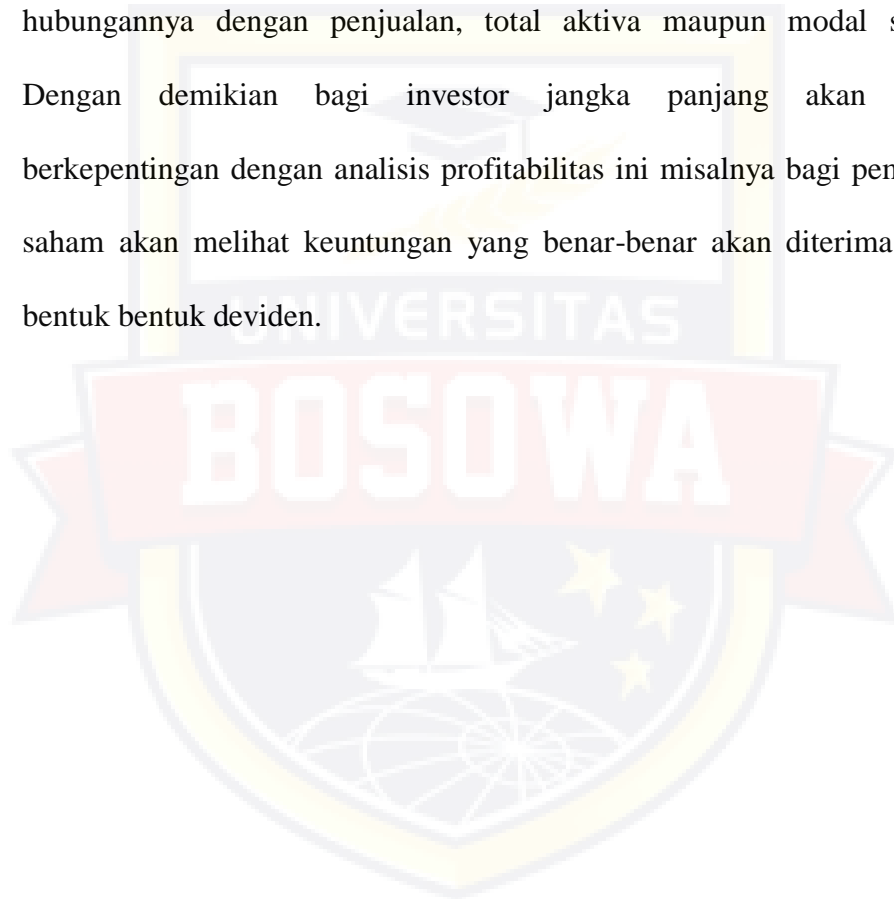 hubungannya dengan penjualan, total aktiva maupun modal s
Dengan demikian bagi investor jangka panjang akan
berkepentingan dengan analisis profitabilitas ini misalnya bagi pen
saham akan melihat keuntungan yang benar-benar akan diterima
bentuk bentuk deviden.
UNIVERSITAS
BOSOWA